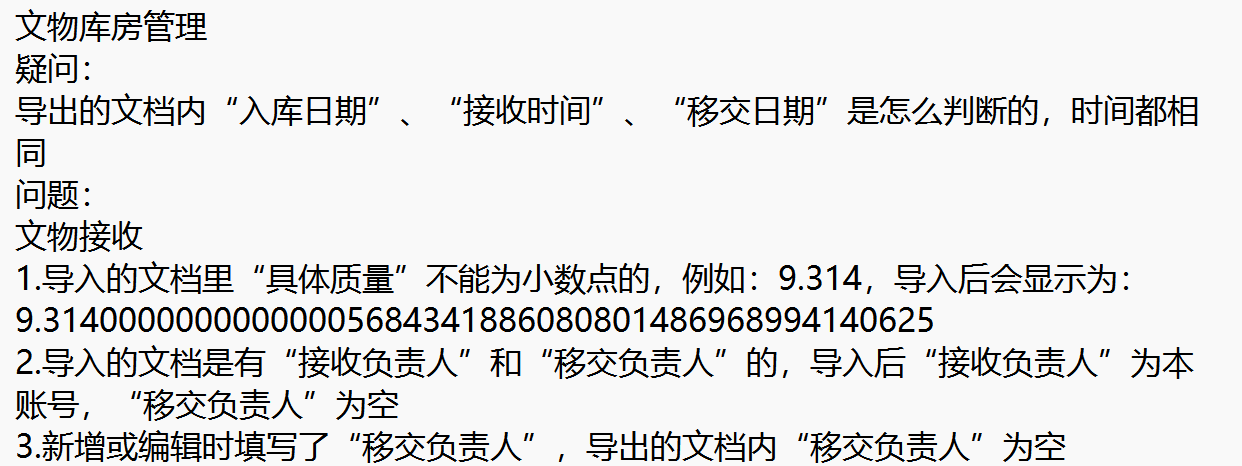 文物库房管理
疑问：
导出的文档内“入库日期”、“接收时间”、“移交日期”是怎么判断的，时间都相
同
问题：
文物接收
1.导入的文档里“具体质量”不能为小数点的，例如：9.314，导入后会显示为：
9.3140000000000000568434188608080148696899414​0625
2.导入的文档是有“接收负责人”和“移交负责人”的，导入后“接收负责人”为本
账号，“移交负责人”为空
3.新增或编辑时填写了“移交负责人”，导出的文档内“移交负责人”为空